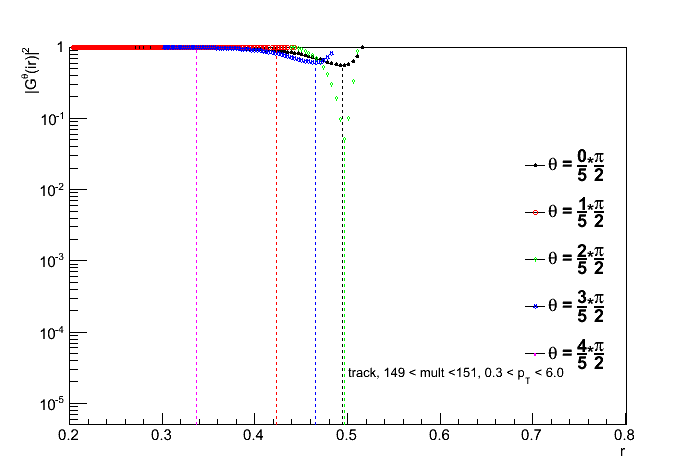 |G^θ(ir)|²
1
10⁻¹
10⁻²
10⁻³
10⁻⁴
10⁻⁵
θ = 0/5*π/2
θ = 1/5*π/2
θ = 2/5*π/2
θ = 3/5*π/2
θ = 4/5*π/2
track, 149 < mult <151, 0.3 < p_T < 6.0
0.2 0.3 0.4 0.5 0.6 0.7 0.8
r